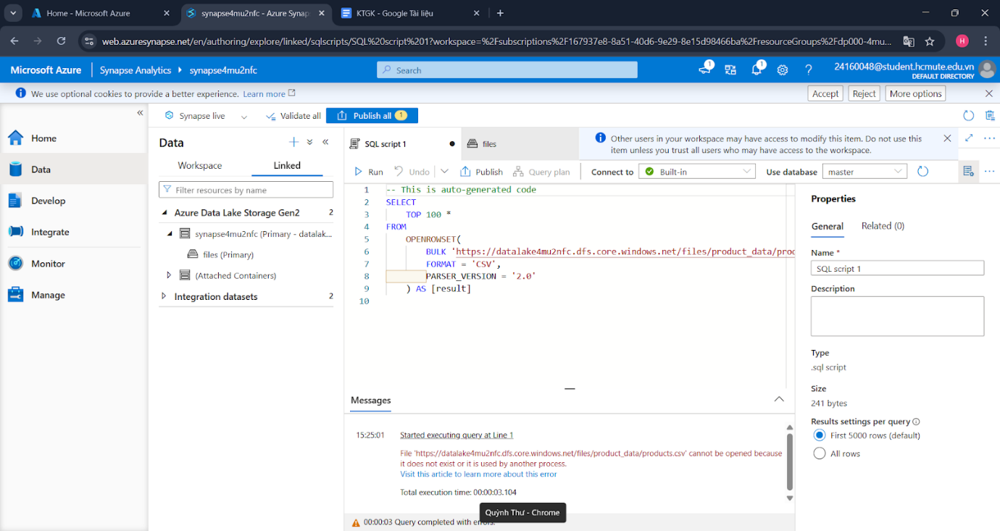 Home - Microsoft Azure
synapse4mu2nfc - Azure Synap
KTGK - Google Tài liệu
web.azuresynapse.net/en/authoring/explore/linked/sqlscripts/SQL%20script%201?workspace=%2Fsubscriptions%2F167937e8-8a51-40d6-9e29-8e15d98466ba%2FresourceGroups%2Fdp000-4mu...
H
Microsoft Azure
Synapse Analytics
synapse4mu2nfc
Search
1
1
24160048@student.hcmute.edu.vn
DEFAULT DIRECTORY
We use optional cookies to provide a better experience. Learn more
Accept
Reject
More options
Home
Data
Develop
Integrate
Monitor
Manage
Synapse live
Validate all
Publish all 1
Data
Workspace
Linked
Filter resources by name
Azure Data Lake Storage Gen2 2
synapse4mu2nfc (Primary - datalak...
files (Primary)
(Attached Containers)
Integration datasets 2
SQL script 1
files
Other users in your workspace may have access to modify this item. Do not use this
item unless you trust all users who may have access to the workspace.
Run
Undo
Publish
Query plan
Connect to
Built-in
Use database
master
1 -- This is auto-generated code
2 SELECT
3 TOP 100 *
4 FROM
5 OPENROWSET(
6 BULK 'https://datalake4mu2nfc.dfs.core.windows.net/files/product_data/prod
7 FORMAT = 'CSV',
8 PARSER_VERSION = '2.0'
9 ) AS [result]
10
Messages
15:25:01 Started executing query at Line 1
File 'https://datalake4mu2nfc.dfs.core.windows.net/files/product_data/products.csv' cannot be opened because
it does not exist or it is used by another process.
Visit this article to learn more about this error
Total execution time: 00:00:03.104
Quỳnh Thư - Chrome
00:00:03 Query completed with errors.
Properties
General
Related (0)
Name *
SQL script 1
Description
Type
.sql script
Size
241 bytes
Results settings per query
First 5000 rows (default)
All rows